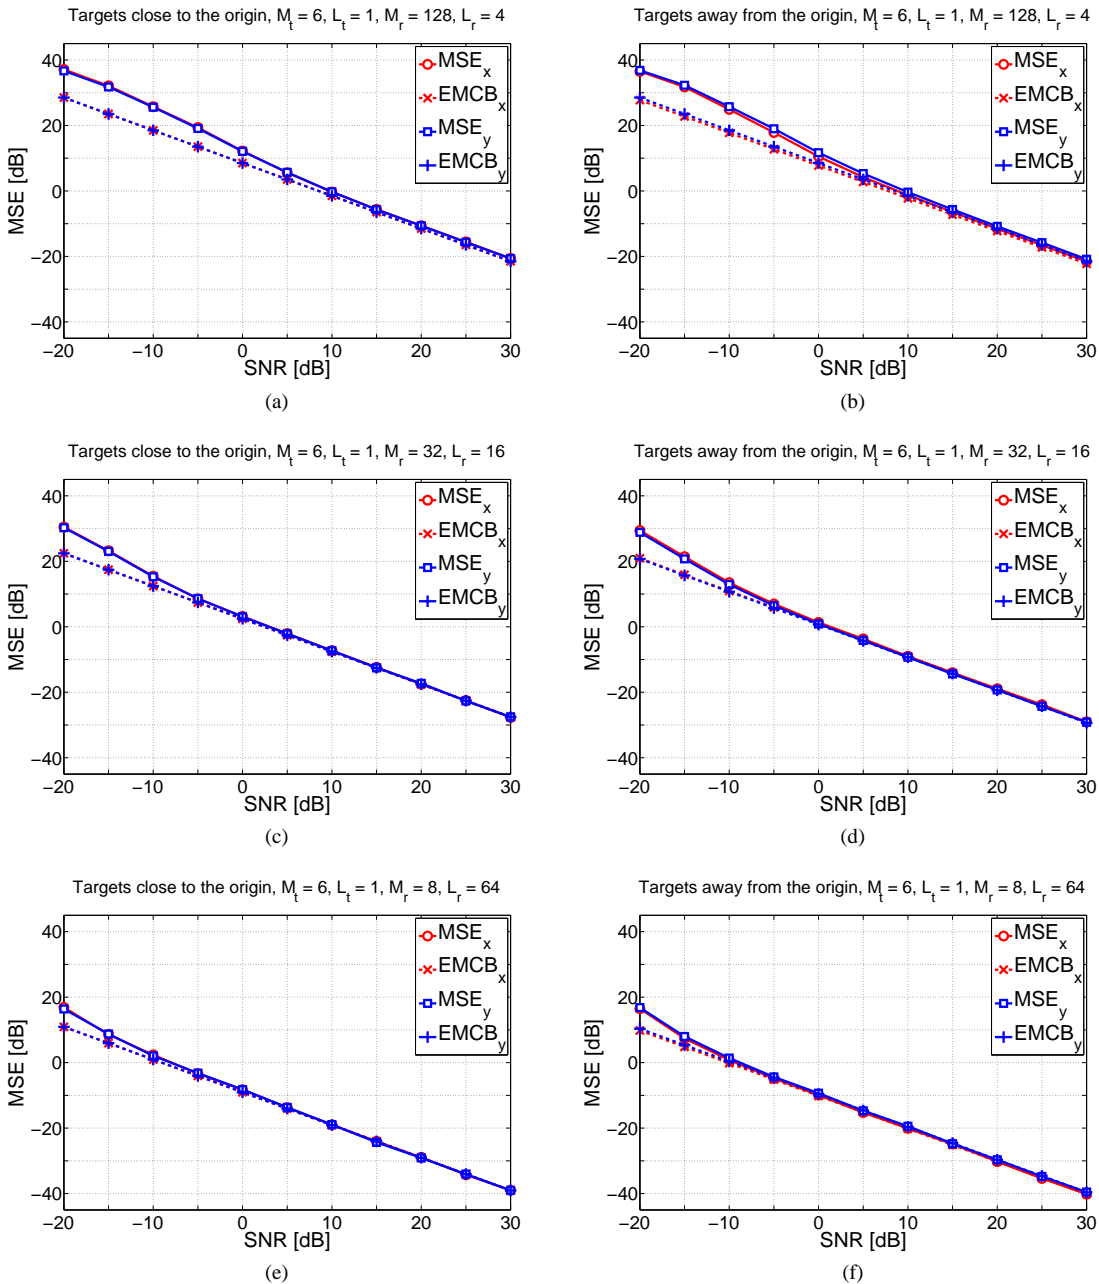 Targets close to the origin, M_t = 6, L_t = 1, M_r = 128, L_r = 4
40
20
0
−20
−40
MSE [dB]
MSE_x
EMCB_x
MSE_y
EMCB_y
−20 −10 0 10 20 30
SNR [dB]
(a)
Targets away from the origin, M_t = 6, L_t = 1, M_r = 128, L_r = 4
40
20
0
−20
−40
MSE [dB]
MSE_x
EMCB_x
MSE_y
EMCB_y
−20 −10 0 10 20 30
SNR [dB]
(b)
Targets close to the origin, M_t = 6, L_t = 1, M_r = 32, L_r = 16
40
20
0
−20
−40
MSE [dB]
MSE_x
EMCB_x
MSE_y
EMCB_y
−20 −10 0 10 20 30
SNR [dB]
(c)
Targets away from the origin, M_t = 6, L_t = 1, M_r = 32, L_r = 16
40
20
0
−20
−40
MSE [dB]
MSE_x
EMCB_x
MSE_y
EMCB_y
−20 −10 0 10 20 30
SNR [dB]
(d)
Targets close to the origin, M_t = 6, L_t = 1, M_r = 8, L_r = 64
40
20
0
−20
−40
MSE [dB]
MSE_x
EMCB_x
MSE_y
EMCB_y
−20 −10 0 10 20 30
SNR [dB]
(e)
Targets away from the origin, M_t = 6, L_t = 1, M_r = 8, L_r = 64
40
20
0
−20
−40
MSE [dB]
MSE_x
EMCB_x
MSE_y
EMCB_y
−20 −10 0 10 20 30
SNR [dB]
(f)